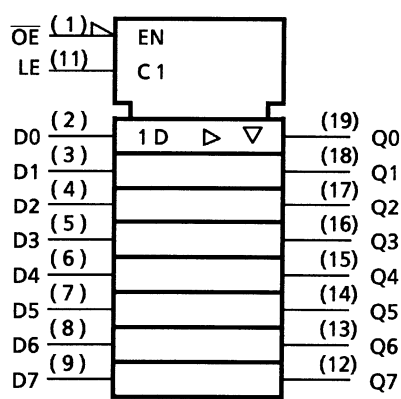 O̅E̅ (1) EN
LE (11) C1
D0 (2) 1D (19) Q0
D1 (3) (18) Q1
D2 (4) (17) Q2
D3 (5) (16) Q3
D4 (6) (15) Q4
D5 (7) (14) Q5
D6 (8) (13) Q6
D7 (9) (12) Q7